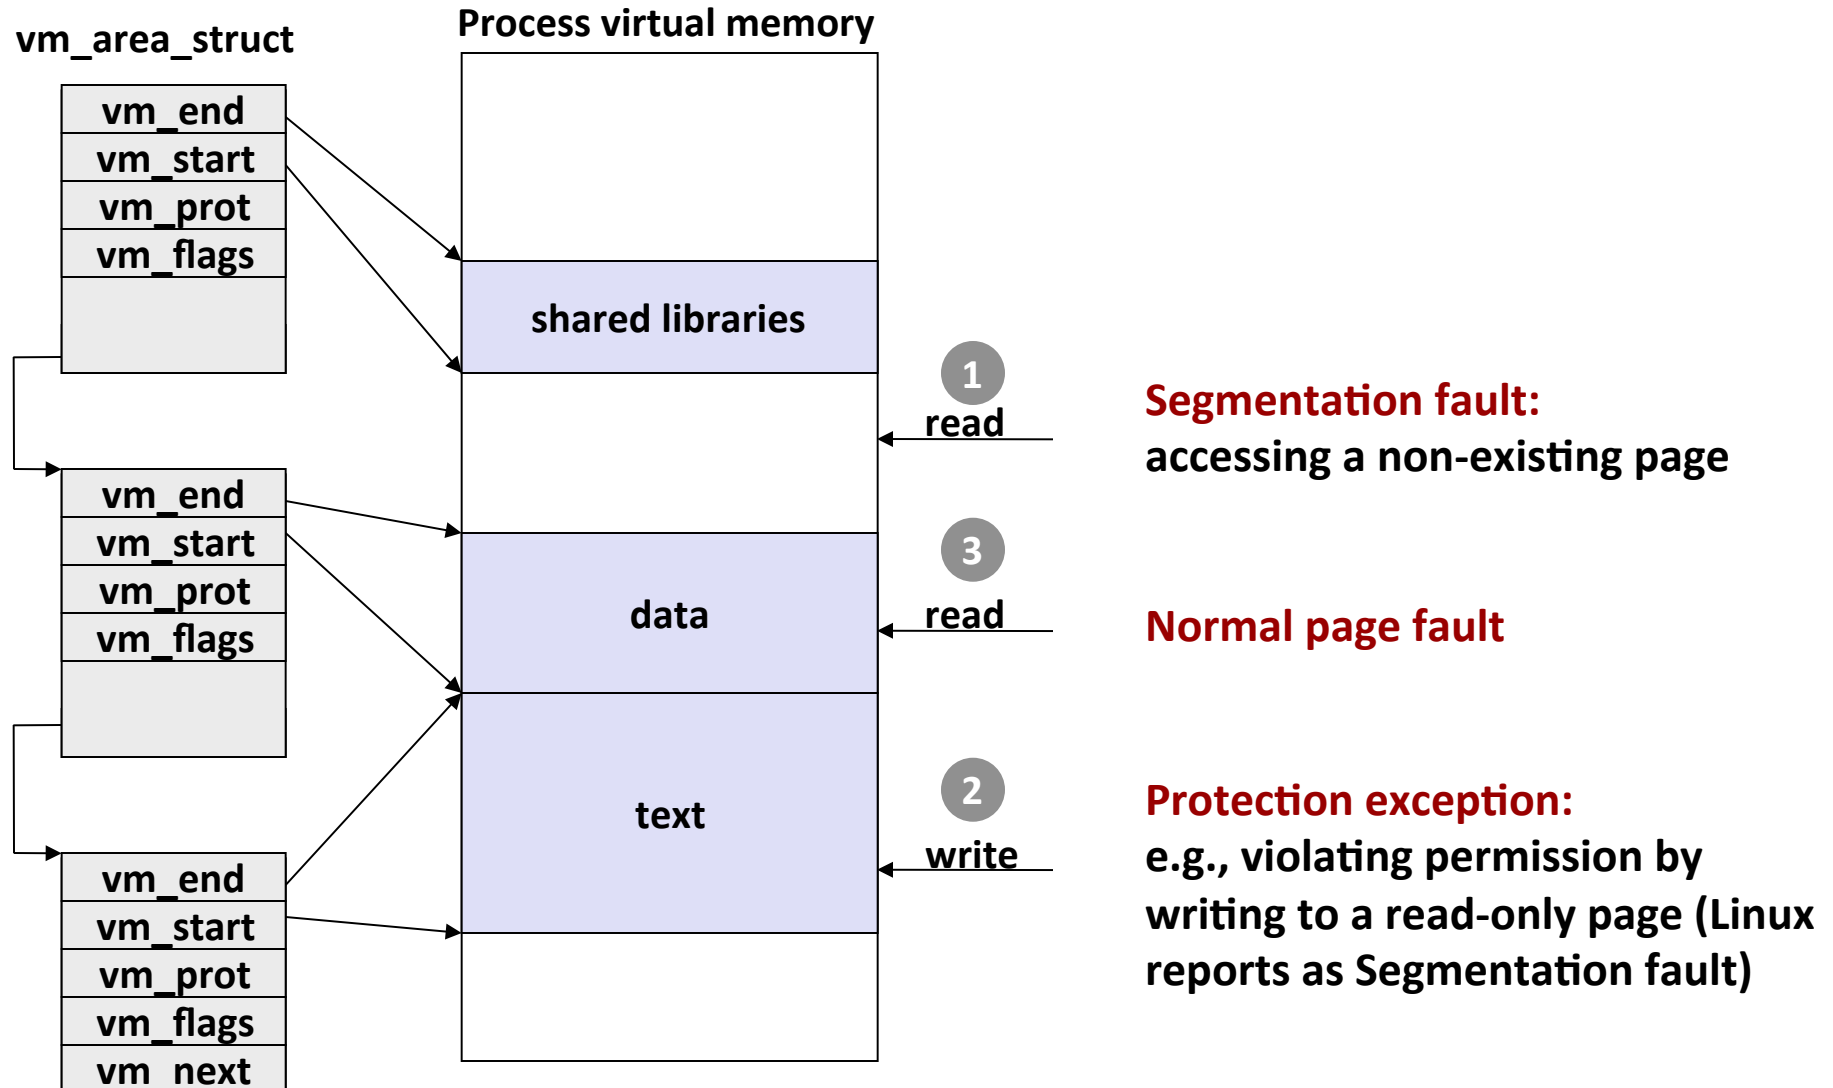 Process virtual memory
vm_area_struct
vm_end
vm_start
vm_prot
vm_flags
shared libraries
1
read
Segmentation fault:
accessing a non-existing page
vm_end
vm_start
vm_prot
vm_flags
data
3
read
Normal page fault
text
2
write
Protection exception:
e.g., violating permission by
writing to a read-only page (Linux
reports as Segmentation fault)
vm_end
vm_start
vm_prot
vm_flags
vm_next